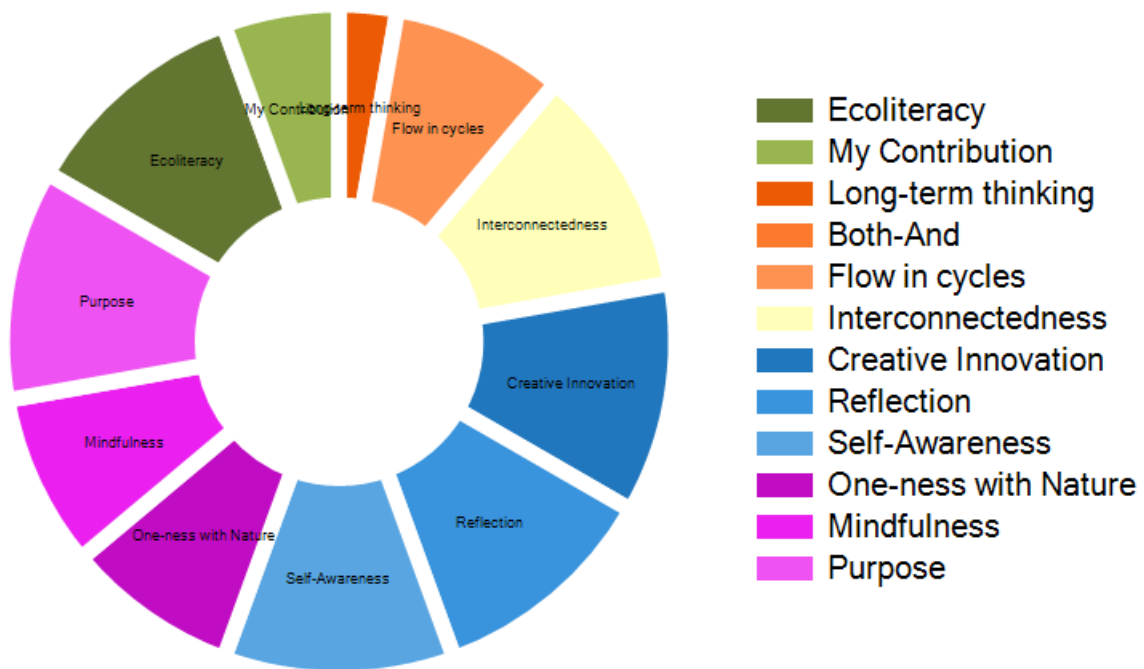 My Contribution
Long-term thinking
Flow in cycles
Ecoliteracy
Interconnectedness
Purpose
Creative Innovation
Mindfulness
Reflection
One-ness with Nature
Self-Awareness
Ecoliteracy
My Contribution
Long-term thinking
Both-And
Flow in cycles
Interconnectedness
Creative Innovation
Reflection
Self-Awareness
One-ness with Nature
Mindfulness
Purpose